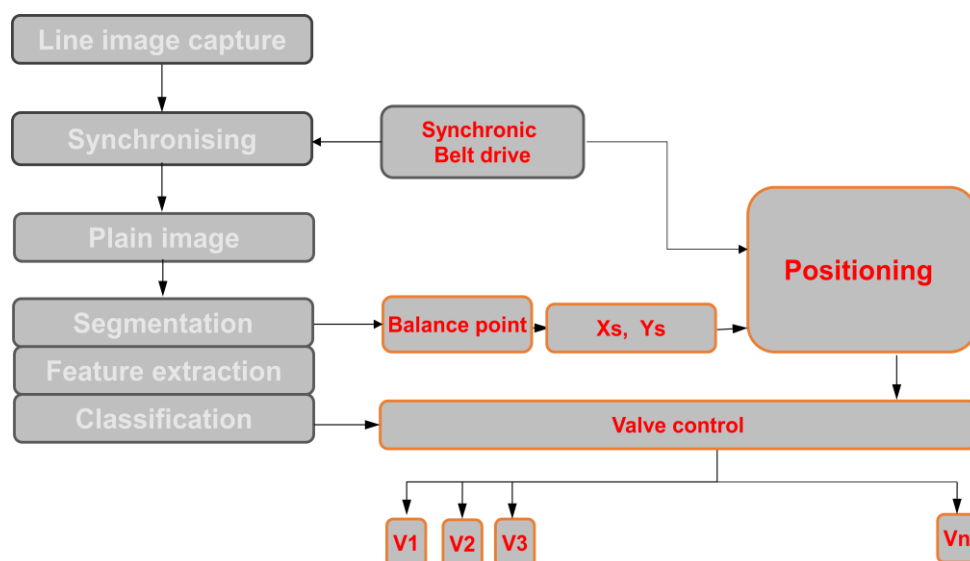 Line image capture
Synchronising
Synchronic
Belt drive
Plain image
Positioning
Segmentation
Balance point
Xs, Ys
Feature extraction
Classification
Valve control
V1
V2
V3
Vn